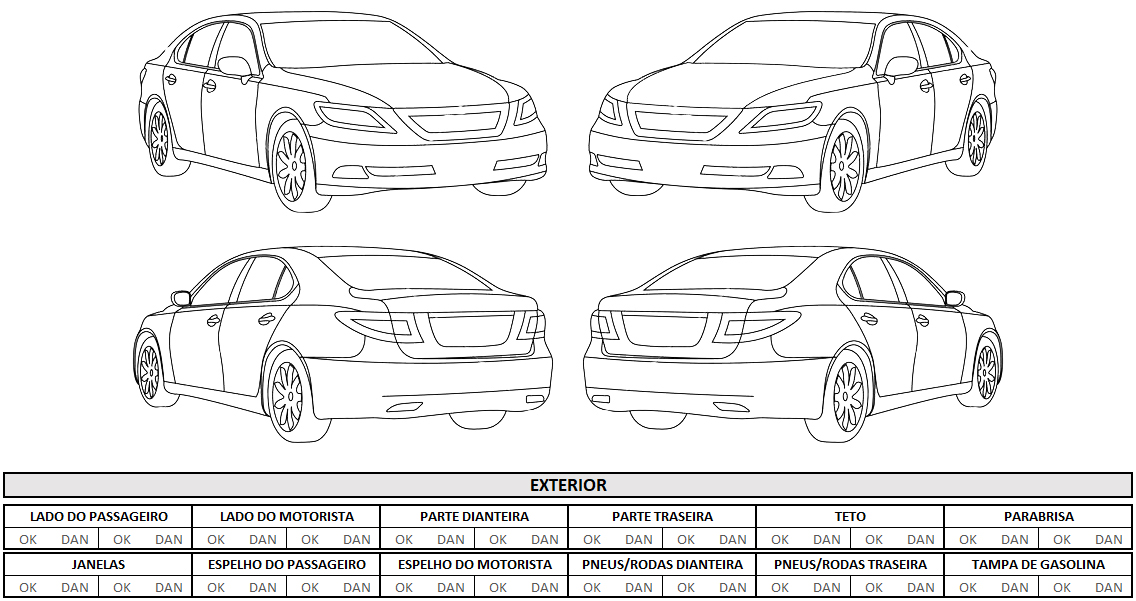 EXTERIOR
LADO DO PASSAGEIRO LADO DO MOTORISTA PARTE DIANTEIRA PARTE TRASEIRA TETO PARABRISA
OK DAN OK DAN OK DAN OK DAN OK DAN OK DAN OK DAN OK DAN OK DAN OK DAN OK DAN OK DAN
JANELAS ESPELHO DO PASSAGEIRO ESPELHO DO MOTORISTA PNEUS/RODAS DIANTEIRA PNEUS/RODAS TRASEIRA TAMPA DE GASOLINA
OK DAN OK DAN OK DAN OK DAN OK DAN OK DAN OK DAN OK DAN OK DAN OK DAN OK DAN OK DAN